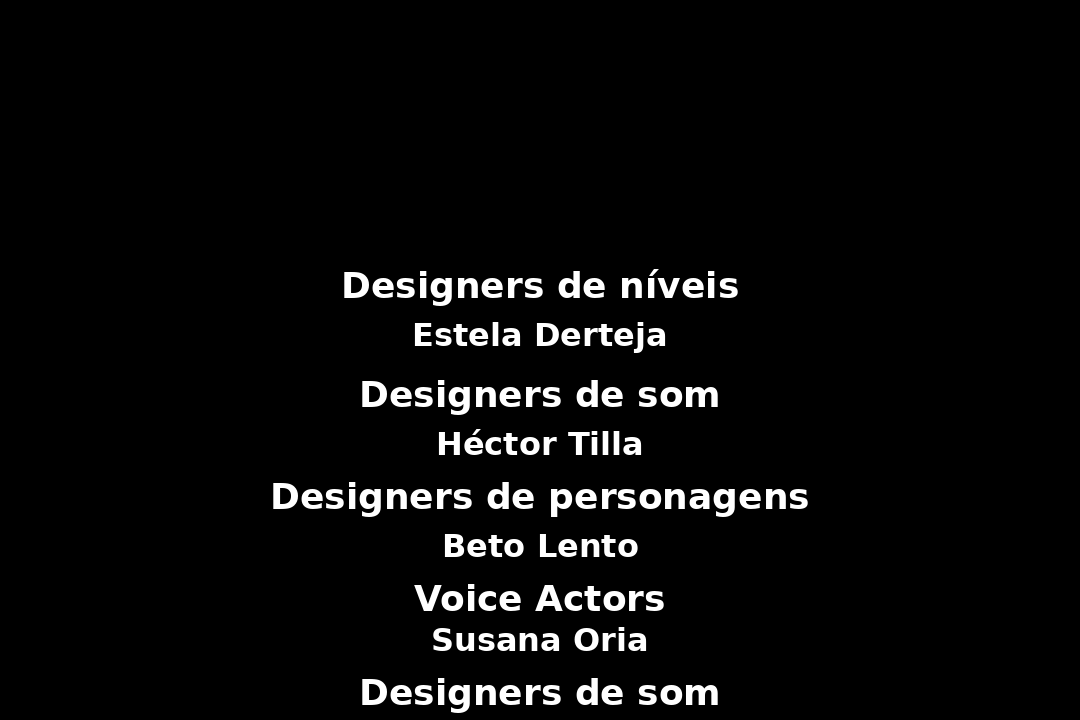 Designers de níveis
Estela Derteja
Designers de som
Héctor Tilla
Designers de personagens
Beto Lento
Voice Actors
Susana Oria
Designers de som